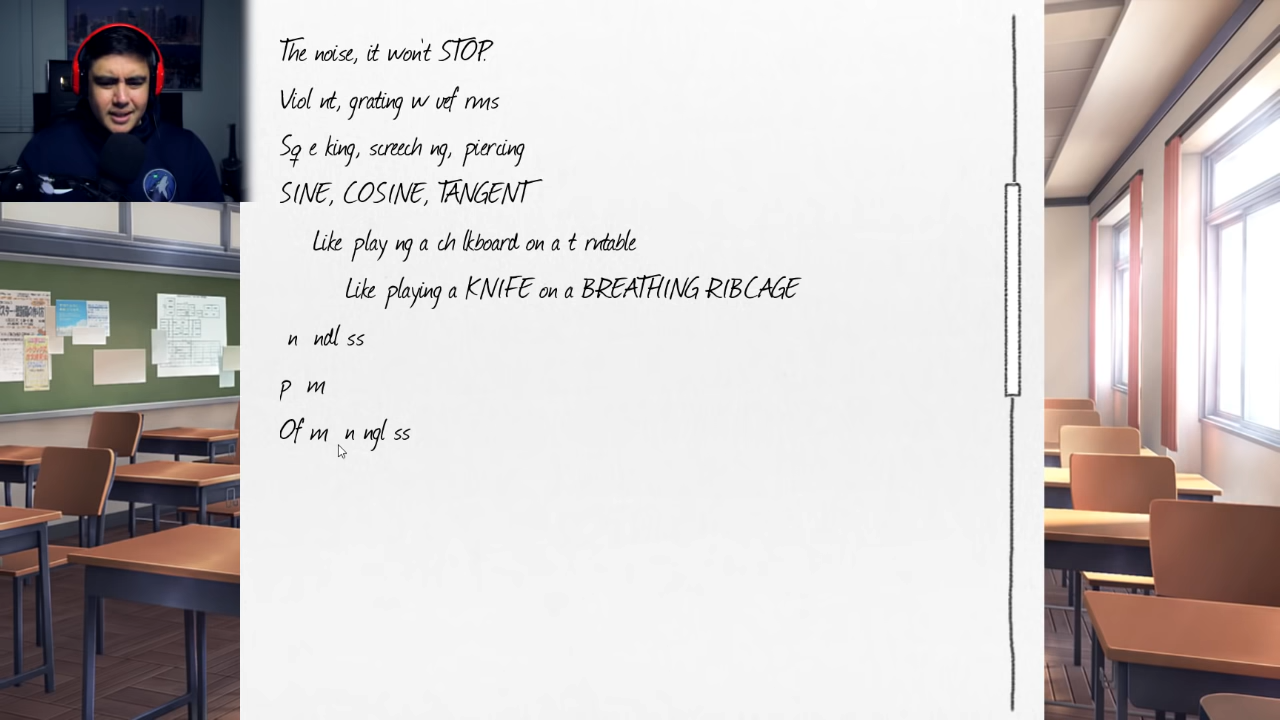 The noise, it won't STOP.
Viol nt, grating w vef rms
Sq e king, screech ng, piercing
SINE, COSINE, TANGENT
Like play ng a ch lkboard on a t rntable
Like playing a KNIFE on a BREATHING RIBCAGE
n ndl ss
p m
Of m n ngl ss